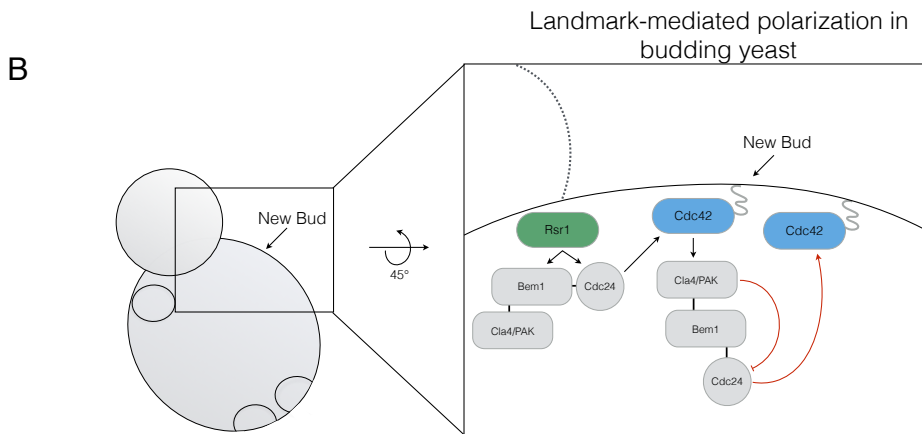 Landmark-mediated polarization in
budding yeast
B
New Bud
45°
New Bud
Rsr1
Cdc42
Cdc42
Bem1
Cdc24
Cla4/PAK
Cla4/PAK
Bem1
Cdc24